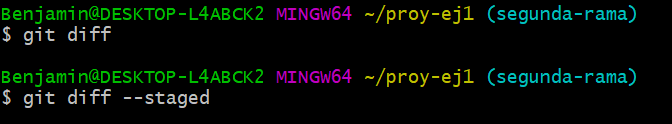 Benjamin@DESKTOP-L4ABCK2 MINGW64 ~/proy-ej1 (segunda-rama)
$ git diff
Benjamin@DESKTOP-L4ABCK2 MINGW64 ~/proy-ej1 (segunda-rama)
$ git diff --staged